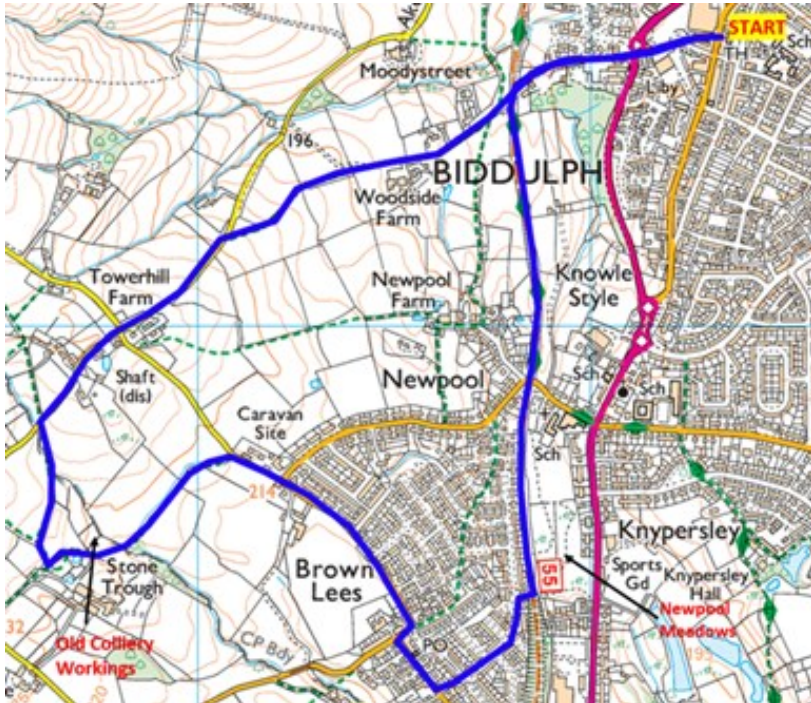 START
Sch
TH
Moodystreet
L;by
196
BIDDULPH
Woodside
Farm
Towerhill
Farm
Newpool
Farm
Knowle
Style
Shaft
(dis)
Newpool
Sch
Sch
Caravan
Site
Sch
214
Knypersley
Brown
Lees
55
Sports
Gd
Knypersley
Hall
Stone
Trough
Newpool
Meadows
Old Colliery
Workings
PO
CP Bdy
32
20